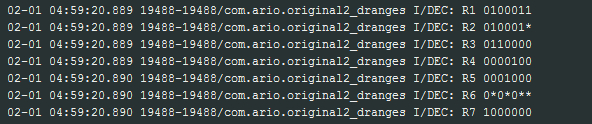 02-01 04:59:20.889 19488-19488/com.ario.original2_dranges I/DEC: R1 0100011
02-01 04:59:20.889 19488-19488/com.ario.original2_dranges I/DEC: R2 010001*
02-01 04:59:20.889 19488-19488/com.ario.original2_dranges I/DEC: R3 0110000
02-01 04:59:20.889 19488-19488/com.ario.original2_dranges I/DEC: R4 0000100
02-01 04:59:20.890 19488-19488/com.ario.original2_dranges I/DEC: R5 0001000
02-01 04:59:20.890 19488-19488/com.ario.original2_dranges I/DEC: R6 0*0*0**
02-01 04:59:20.890 19488-19488/com.ario.original2_dranges I/DEC: R7 1000000